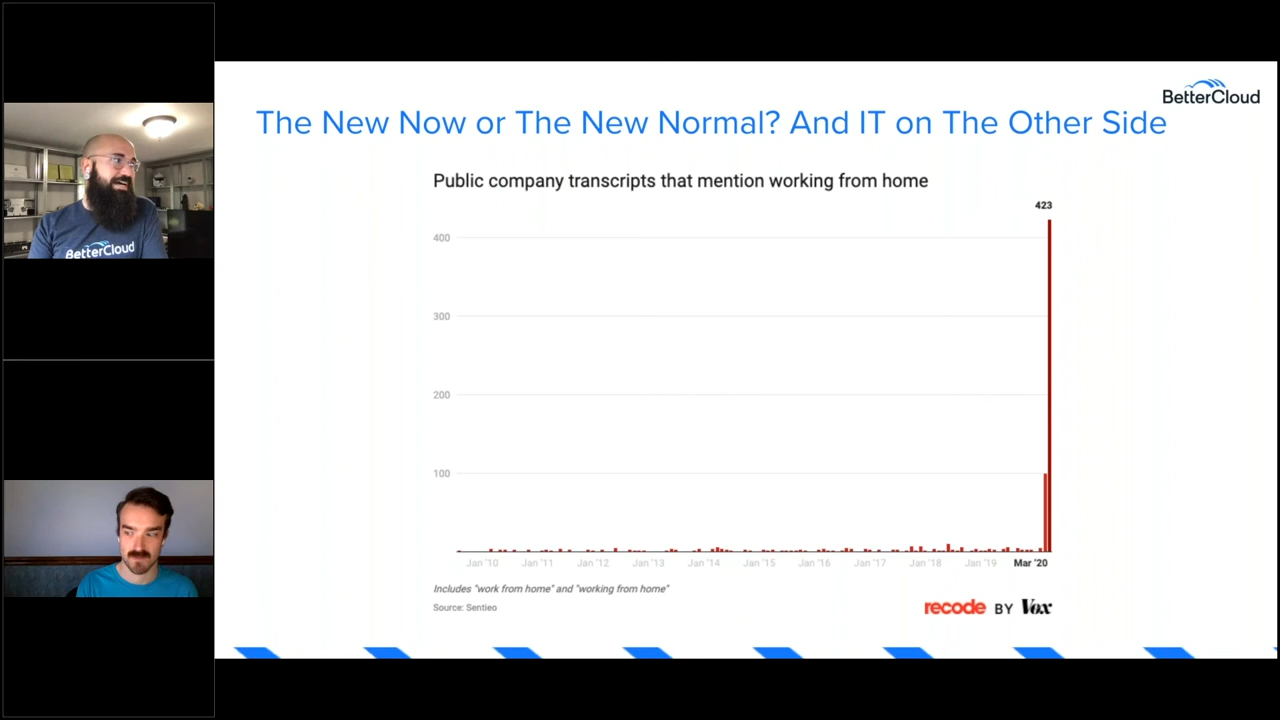 BetterCloud
The New Now or The New Normal? And IT on The Other Side
Public company transcripts that mention working from home
423
400
300
200
100
Jan '10 Jan '11 Jan '12 Jan '13 Jan '14 Jan '15 Jan '16 Jan '17 Jan '18 Jan '19 Mar '20
Includes "work from home" and "working from home"
Source: Sentieo
recode BY Vox
BetterCloud